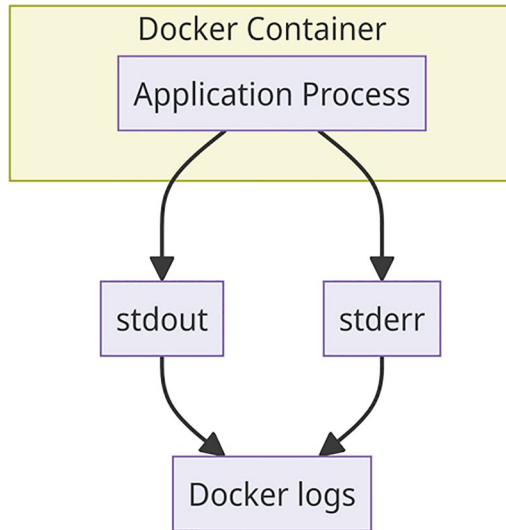 Docker Container
Application Process
stdout
stderr
Docker logs